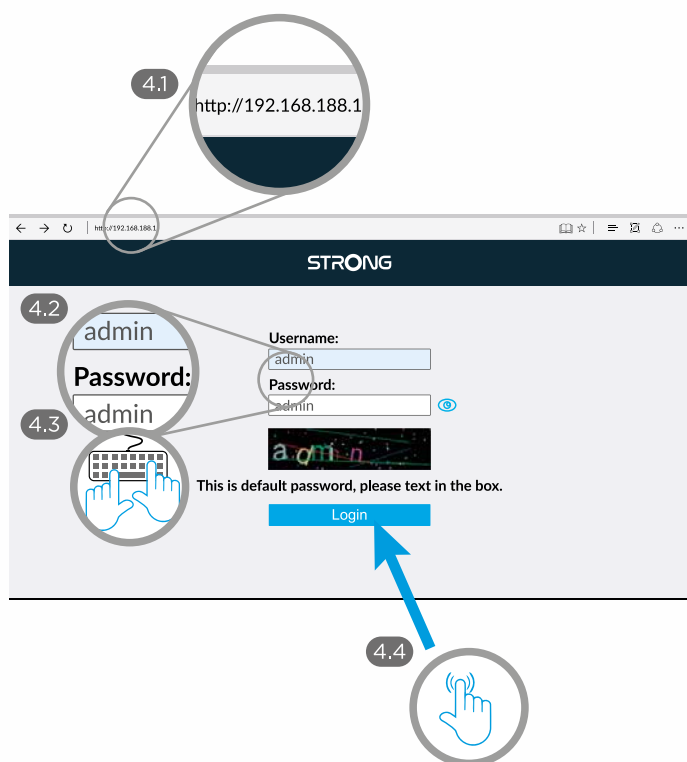 4.1
http://192.168.188.1
http://192.168.188.1
STRONG
4.2
admin
Password:
admin
4.3
Username:
admin
Password:
admin
admin
This is default password, please text in the box.
Login
4.4